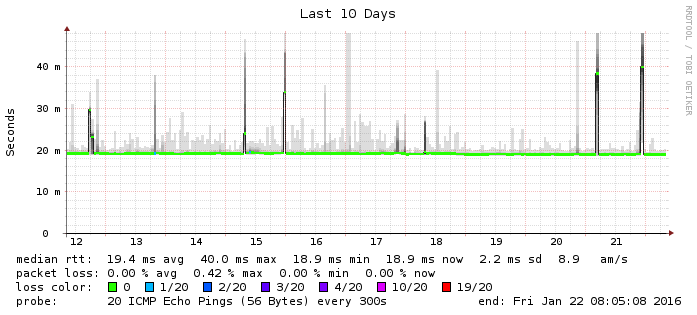 Last 10 Days
RRDTOOL / TOBI OETIKER
Seconds
40 m
30 m
20 m
10 m
0
12 13 14 15 16 17 18 19 20 21
median rtt: 19.4 ms avg 40.0 ms max 18.9 ms min 18.9 ms now 2.2 ms sd 8.9 am/s
packet loss: 0.00 % avg 0.42 % max 0.00 % min 0.00 % now
loss color: 0 1/20 2/20 3/20 4/20 10/20 19/20
probe: 20 ICMP Echo Pings (56 Bytes) every 300s end: Fri Jan 22 08:05:08 2016